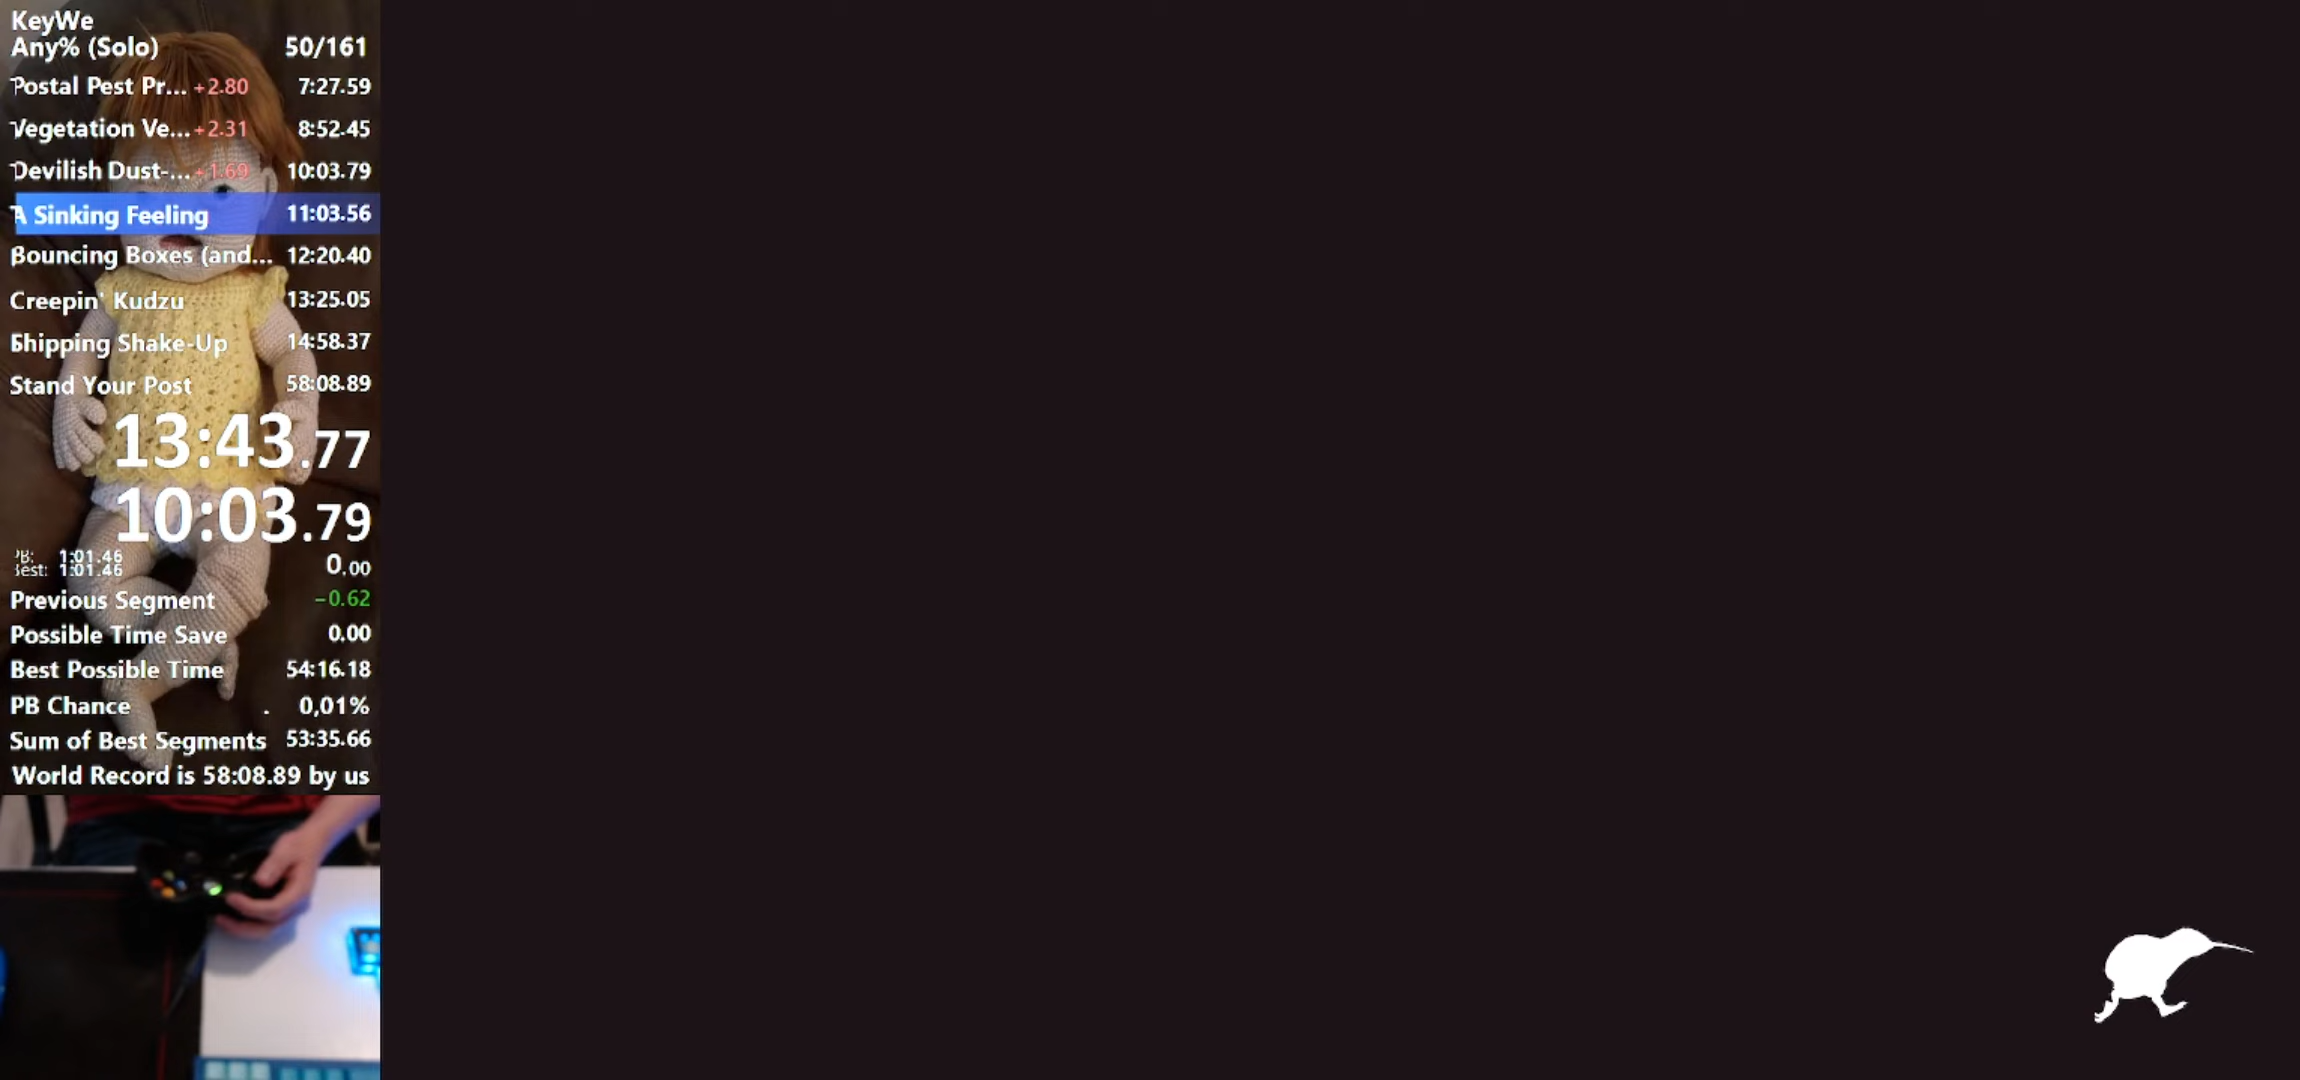 KeyWe
Any% (Solo) 50/161
Postal Pest Pr... +2.80 7:27.59
Vegetation Ve... +2.31 8:52.45
Devilish Dust-... +1.69 10:03.79
A Sinking Feeling 11:03.56
Bouncing Boxes (and... 12:20.40
Creepin' Kudzu 13:25.05
Shipping Shake-Up 14:58.37
Stand Your Post 58:08.89
13:43.77
10:03.79
PB: 1:01.46
Best: 1:01.46 0.00
Previous Segment −0.62
Possible Time Save 0.00
Best Possible Time 54:16.18
PB Chance . 0,01%
Sum of Best Segments 53:35.66
World Record is 58:08.89 by us